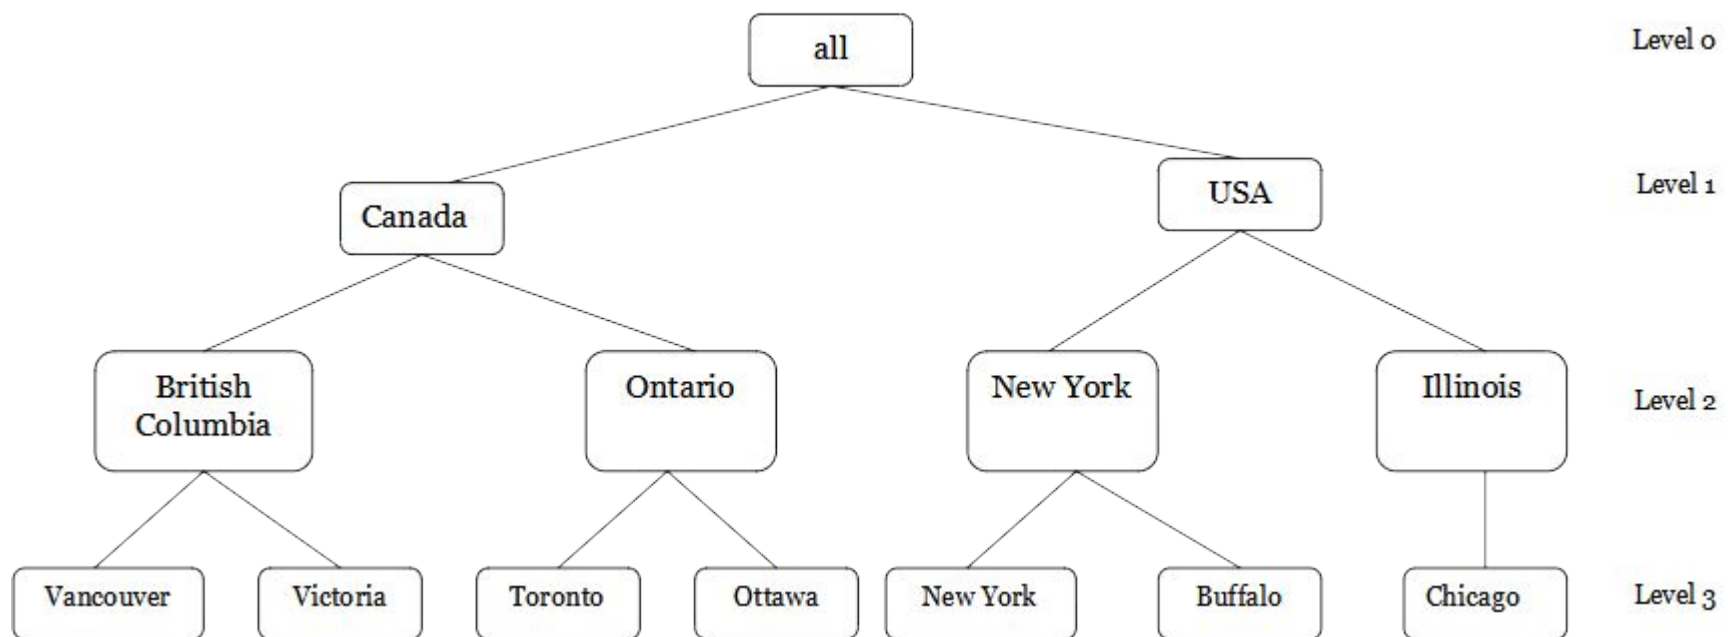 all
Level 0
Canada
USA
Level 1
British
Columbia
Ontario
New York
Illinois
Level 2
Vancouver
Victoria
Toronto
Ottawa
New York
Buffalo
Chicago
Level 3